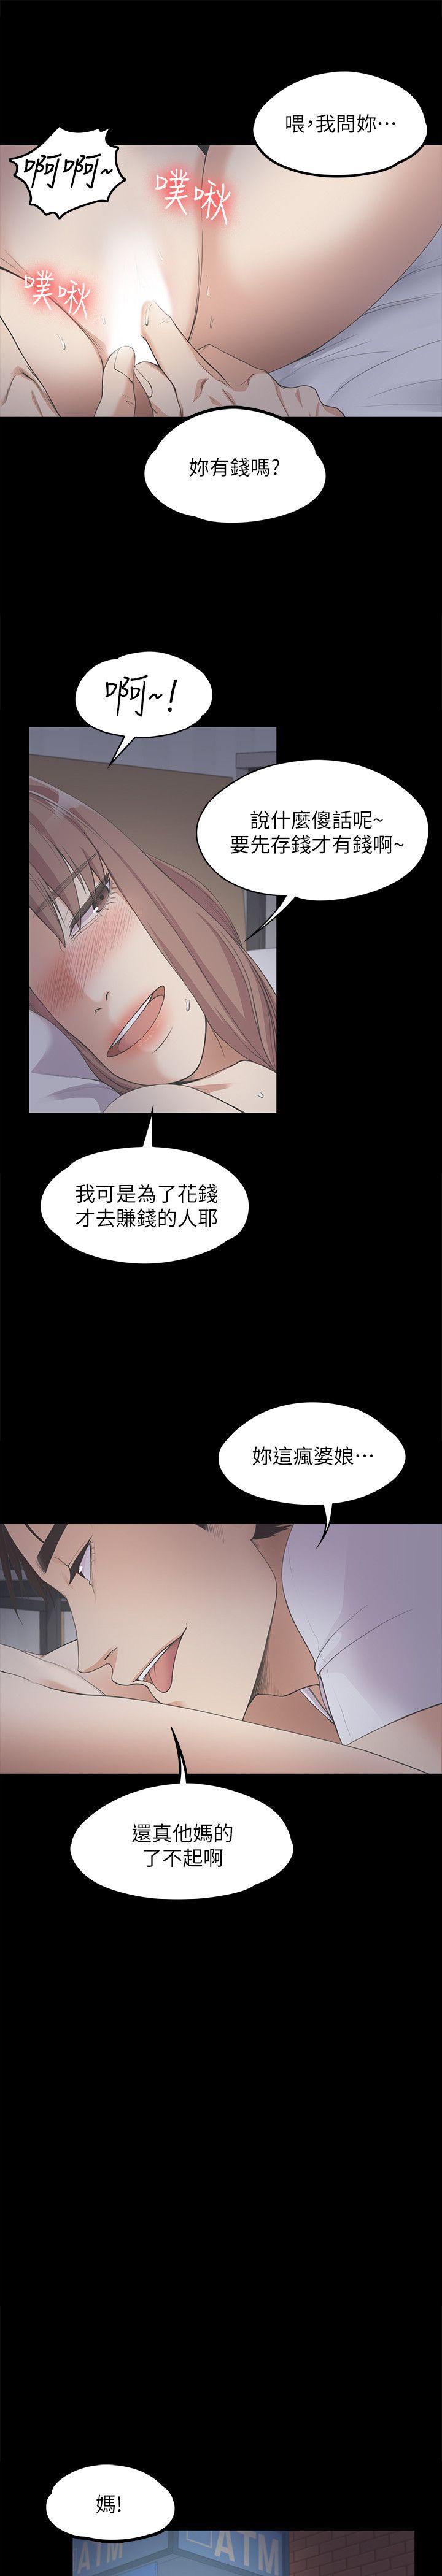 喂，我問妳⋯
啊啊~
噗啾
噗啾
妳有錢嗎?
啊~!
說什麼傻話呢~
要先存錢才有錢啊~
我可是為了花錢
才去賺錢的人耶
妳這瘋婆娘⋯
還真他媽的
了不起啊
媽!
ATM
ATM